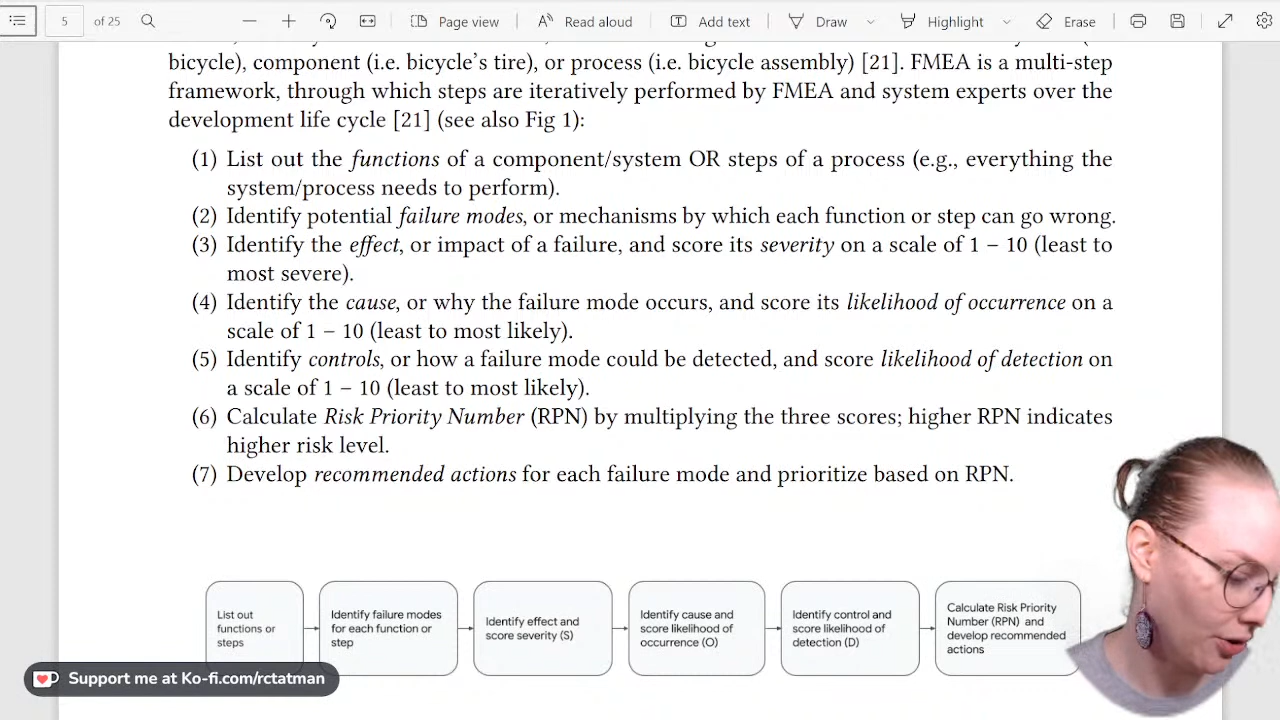 5 of 25 Page view Read aloud Add text Draw Highlight Erase
bicycle), component (i.e. bicycle's tire), or process (i.e. bicycle assembly) [21]. FMEA is a multi-step
framework, through which steps are iteratively performed by FMEA and system experts over the
development life cycle [21] (see also Fig 1):
(1) List out the functions of a component/system OR steps of a process (e.g., everything the
system/process needs to perform).
(2) Identify potential failure modes, or mechanisms by which each function or step can go wrong.
(3) Identify the effect, or impact of a failure, and score its severity on a scale of 1 – 10 (least to
most severe).
(4) Identify the cause, or why the failure mode occurs, and score its likelihood of occurrence on a
scale of 1 – 10 (least to most likely).
(5) Identify controls, or how a failure mode could be detected, and score likelihood of detection on
a scale of 1 – 10 (least to most likely).
(6) Calculate Risk Priority Number (RPN) by multiplying the three scores; higher RPN indicates
higher risk level.
(7) Develop recommended actions for each failure mode and prioritize based on RPN.
List out
functions or
steps
Identify failure modes
for each function or
step
Identify effect and
score severity (S)
Identify cause and
score likelihood of
occurrence (O)
Identify control and
score likelihood of
detection (D)
Calculate Risk Priority
Number (RPN) and
develop recommended
actions
Support me at Ko-fi.com/rctatman